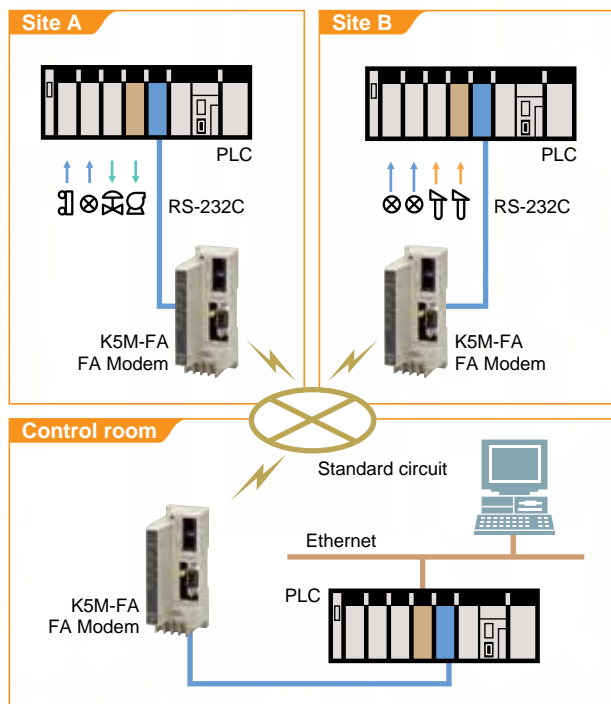 Site A
PLC
RS-232C
K5M-FA
FA Modem
Site B
PLC
RS-232C
K5M-FA
FA Modem
Control room
Standard circuit
Ethernet
PLC
K5M-FA
FA Modem